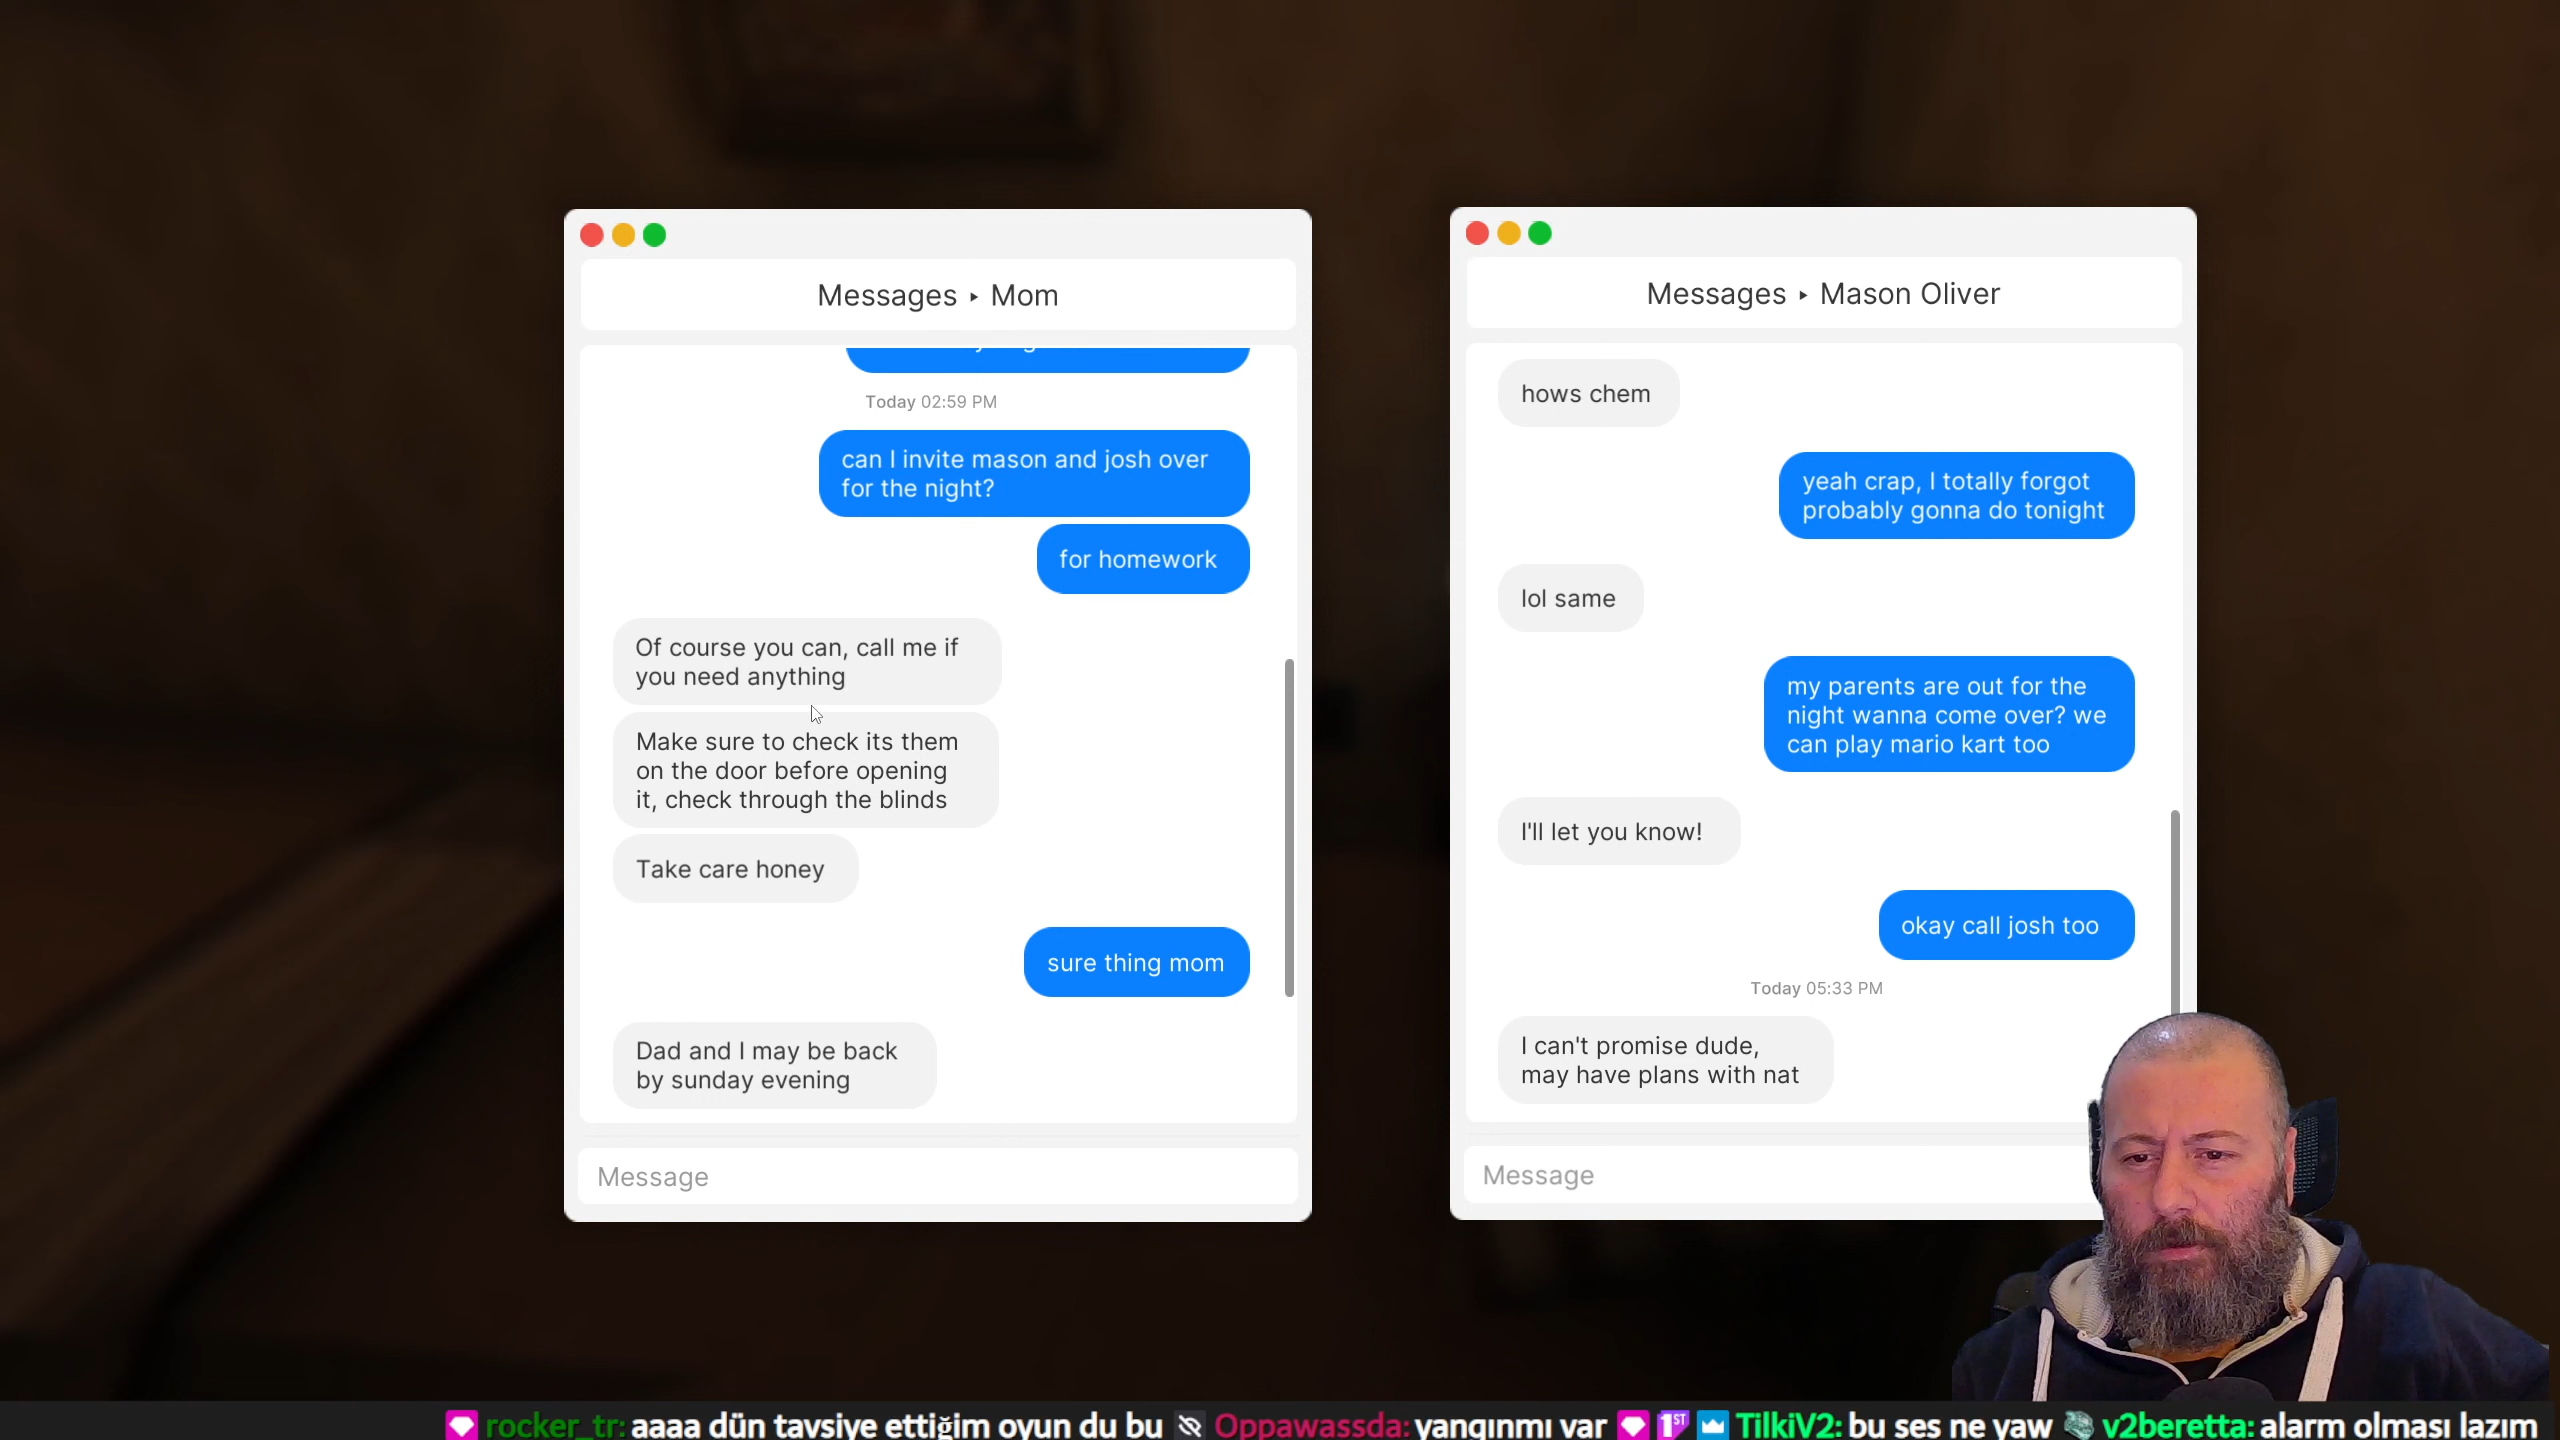 Messages ▸ Mom
Today 02:59 PM
can I invite mason and josh over
for the night?
for homework
Of course you can, call me if
you need anything
Make sure to check its them
on the door before opening
it, check through the blinds
Take care honey
sure thing mom
Dad and I may be back
by sunday evening
Message
Messages ▸ Mason Oliver
hows chem
yeah crap, I totally forgot
probably gonna do tonight
lol same
my parents are out for the
night wanna come over? we
can play mario kart too
I'll let you know!
okay call josh too
Today 05:33 PM
I can't promise dude,
may have plans with nat
Message
rocker_tr: aaaa dün tavsiye ettiğim oyun du bu Oppawassda: yangınmı var 1ST TilkiV2: bu ses ne yaw v2beretta: alarm olması lazım